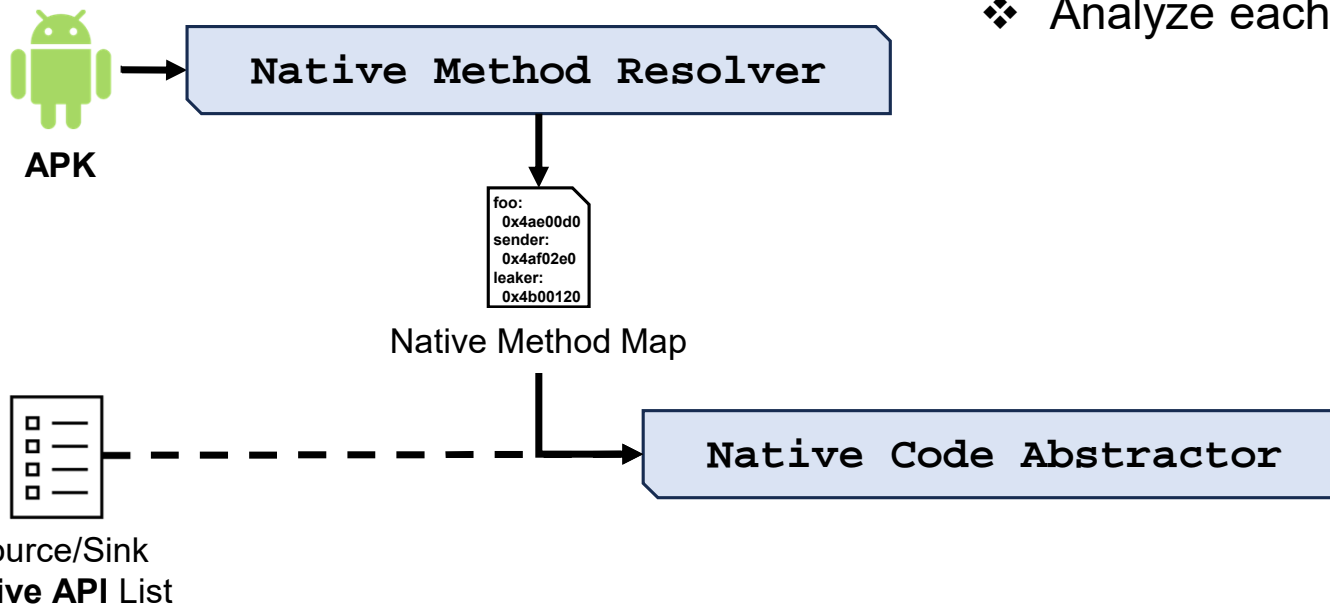 ❖ Analyze each
Native Method Resolver
APK
foo:
0x4ae00d0
sender:
0x4af02e0
leaker:
0x4b00120
Native Method Map
Native Code Abstractor
ource/Sink
ive API List